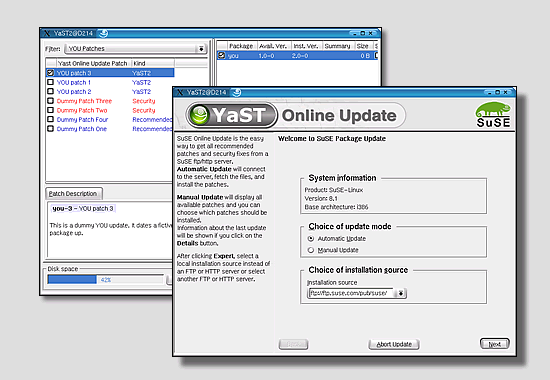 YaST2@D214
Filter: YOU Patches
Yast Online Update Patch Kind
YOU patch 3 YaST2
YOU patch 1 YaST2
YOU patch 2 YaST2
Dummy Patch Three Security
Dummy Patch Two Security
Dummy Patch Four Recommended
Dummy Patch One Recommended
Package Avail. Ver. Inst. Ver. Summary Size S
you 1.0-0 2.0-0 0 B
Patch Description
you-3 - YOU patch 3
This is a dummy YOU update. It dates a fictive
package up.
Disk space
42%
YaST2@D214
YaST Online Update
SuSE
SuSE Online Update is the easy
way to get all recommended
patches and security fixes from a
SuSE ftp/http server.
Automatic Update will connect
to the server, fetch the files, and
install the patches.
Manual Update will display all
available patches and you can
choose which patches should be
installed.
Information about the last update
will be shown if you click on the
Details button.
After clicking Expert, select a
local installation source instead of
an FTP or HTTP server or select
another FTP or HTTP server.
Welcome to SuSE Package Update
System information
Product: SuSE-Linux
Version: 8.1
Base architecture: i386
Choice of update mode
Automatic Update
Manual Update
Choice of installation source
Installation source
ftp://ftp.suse.com/pub/suse/
Abort Update
Next